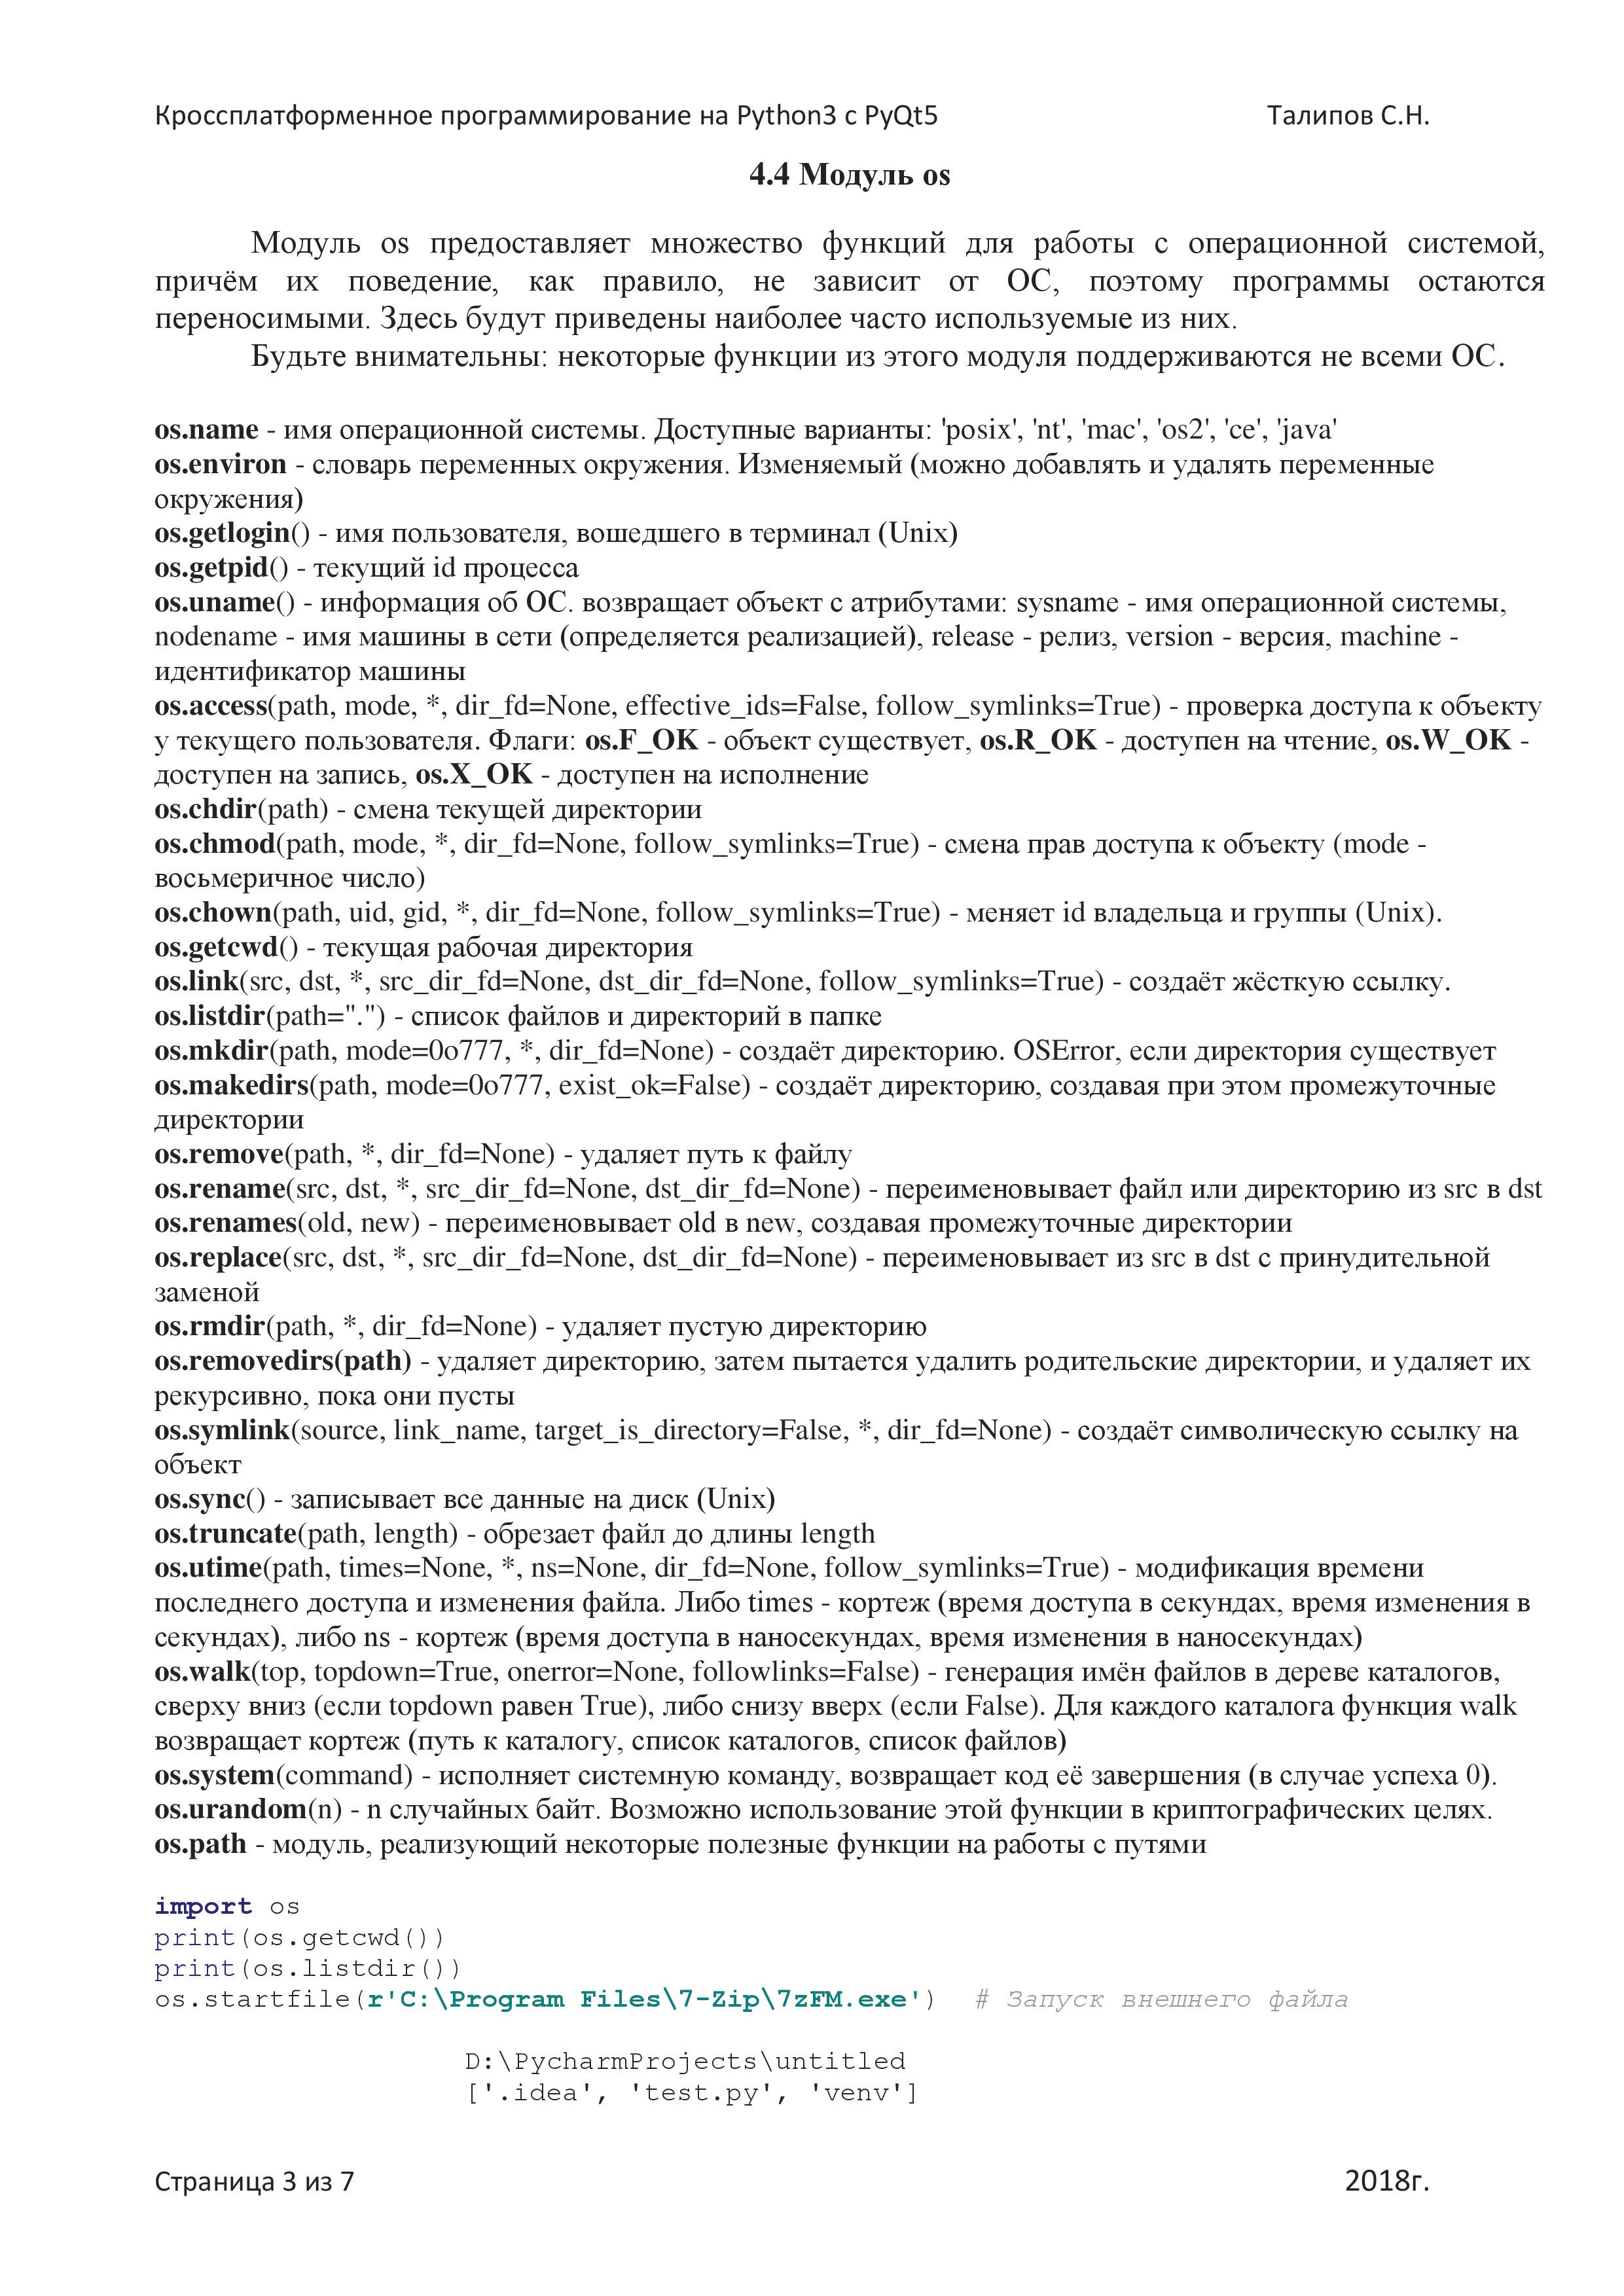 Кроссплатформенное программирование на Python3 с PyQt5 Талипов С.Н.
4.4 Модуль os
Модуль os предоставляет множество функций для работы с операционной системой,
причём их поведение, как правило, не зависит от ОС, поэтому программы остаются
переносимыми. Здесь будут приведены наиболее часто используемые из них.
Будьте внимательны: некоторые функции из этого модуля поддерживаются не всеми ОС.
os.name - имя операционной системы. Доступные варианты: 'posix', 'nt', 'mac', 'os2', 'ce', 'java'
os.environ - словарь переменных окружения. Изменяемый (можно добавлять и удалять переменные
окружения)
os.getlogin() - имя пользователя, вошедшего в терминал (Unix)
os.getpid() - текущий id процесса
os.uname() - информация об ОС. возвращает объект с атрибутами: sysname - имя операционной системы,
nodename - имя машины в сети (определяется реализацией), release - релиз, version - версия, machine -
идентификатор машины
os.access(path, mode, *, dir_fd=None, effective_ids=False, follow_symlinks=True) - проверка доступа к объекту
у текущего пользователя. Флаги: os.F_OK - объект существует, os.R_OK - доступен на чтение, os.W_OK -
доступен на запись, os.X_OK - доступен на исполнение
os.chdir(path) - смена текущей директории
os.chmod(path, mode, *, dir_fd=None, follow_symlinks=True) - смена прав доступа к объекту (mode -
восьмеричное число)
os.chown(path, uid, gid, *, dir_fd=None, follow_symlinks=True) - меняет id владельца и группы (Unix).
os.getcwd() - текущая рабочая директория
os.link(src, dst, *, src_dir_fd=None, dst_dir_fd=None, follow_symlinks=True) - создаёт жёсткую ссылку.
os.listdir(path=".") - список файлов и директорий в папке
os.mkdir(path, mode=0o777, *, dir_fd=None) - создаёт директорию. OSError, если директория существует
os.makedirs(path, mode=0o777, exist_ok=False) - создаёт директорию, создавая при этом промежуточные
директории
os.remove(path, *, dir_fd=None) - удаляет путь к файлу
os.rename(src, dst, *, src_dir_fd=None, dst_dir_fd=None) - переименовывает файл или директорию из src в dst
os.renames(old, new) - переименовывает old в new, создавая промежуточные директории
os.replace(src, dst, *, src_dir_fd=None, dst_dir_fd=None) - переименовывает из src в dst с принудительной
заменой
os.rmdir(path, *, dir_fd=None) - удаляет пустую директорию
os.removedirs(path) - удаляет директорию, затем пытается удалить родительские директории, и удаляет их
рекурсивно, пока они пусты
os.symlink(source, link_name, target_is_directory=False, *, dir_fd=None) - создаёт символическую ссылку на
объект
os.sync() - записывает все данные на диск (Unix)
os.truncate(path, length) - обрезает файл до длины length
os.utime(path, times=None, *, ns=None, dir_fd=None, follow_symlinks=True) - модификация времени
последнего доступа и изменения файла. Либо times - кортеж (время доступа в секундах, время изменения в
секундах), либо ns - кортеж (время доступа в наносекундах, время изменения в наносекундах)
os.walk(top, topdown=True, onerror=None, followlinks=False) - генерация имён файлов в дереве каталогов,
сверху вниз (если topdown равен True), либо снизу вверх (если False). Для каждого каталога функция walk
возвращает кортеж (путь к каталогу, список каталогов, список файлов)
os.system(command) - исполняет системную команду, возвращает код её завершения (в случае успеха 0).
os.urandom(n) - n случайных байт. Возможно использование этой функции в криптографических целях.
os.path - модуль, реализующий некоторые полезные функции на работы с путями
import os
print(os.getcwd())
print(os.listdir())
os.startfile(r'C:\Program Files\7-Zip\7zFM.exe') # Запуск внешнего файла
D:\PycharmProjects\untitled
['.idea', 'test.py', 'venv']
Страница 3 из 7 2018г.